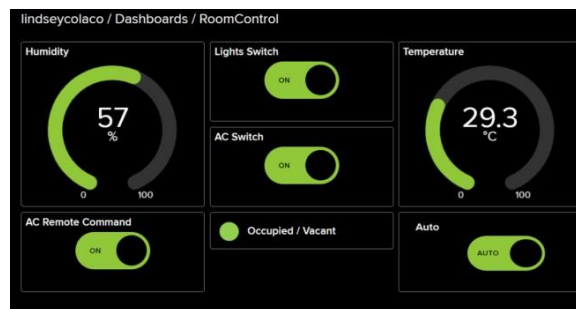 lindseycolaco / Dashboards / RoomControl
Humidity
57
%
0 100
Lights Switch
ON
Temperature
29.3
°C
0 100
AC Switch
ON
AC Remote Command
ON
Occupied / Vacant
Auto
AUTO